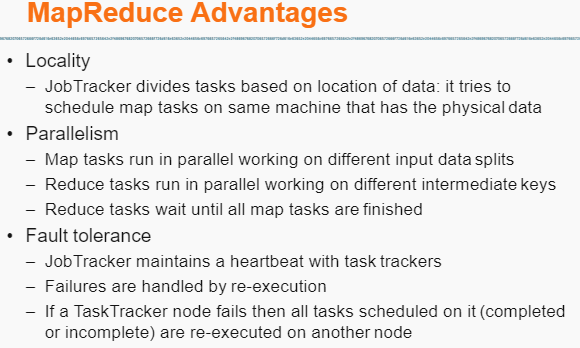 MapReduce Advantages
• Locality
– JobTracker divides tasks based on location of data: it tries to
schedule map tasks on same machine that has the physical data
• Parallelism
– Map tasks run in parallel working on different input data splits
– Reduce tasks run in parallel working on different intermediate keys
– Reduce tasks wait until all map tasks are finished
• Fault tolerance
– JobTracker maintains a heartbeat with task trackers
– Failures are handled by re-execution
– If a TaskTracker node fails then all tasks scheduled on it (completed
or incomplete) are re-executed on another node